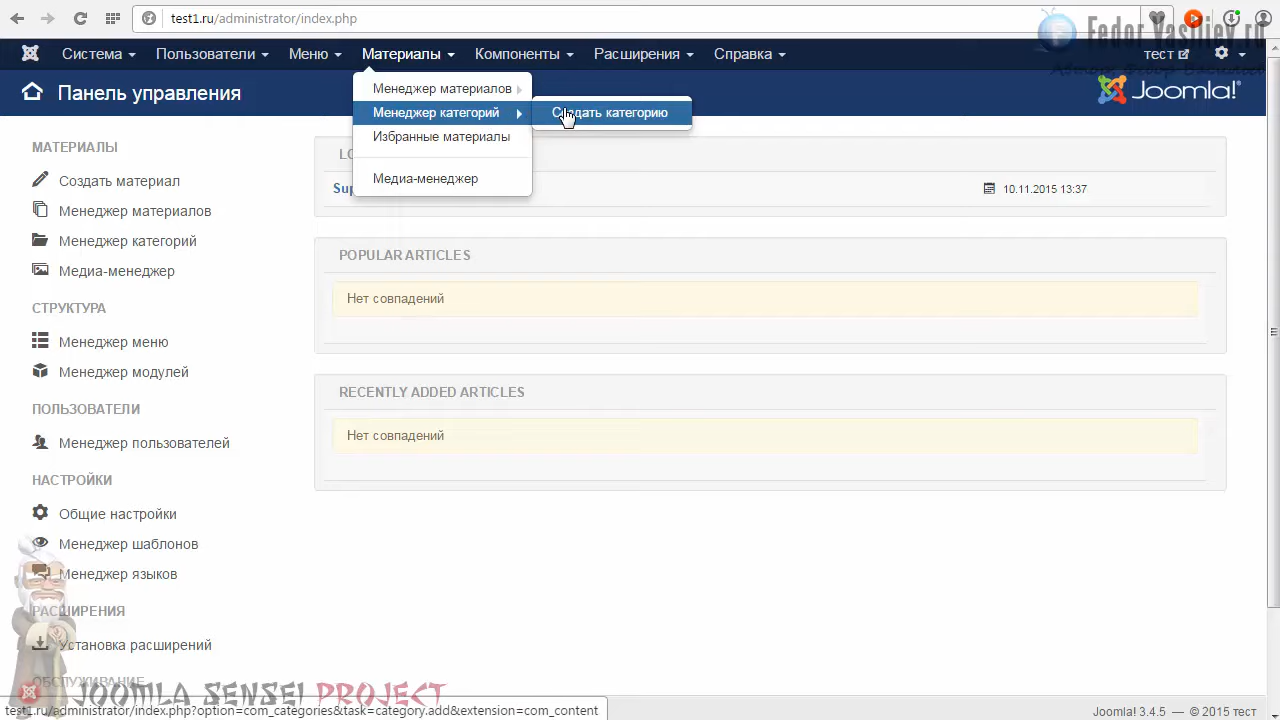 test1.ru/administrator/index.php
Fedor Vasiliev.ru
Система Пользователи Меню Материалы Компоненты Расширения Справка тест
Панель управления
Joomla!
Менеджер материалов
Менеджер категорий
Создать категорию
Избранные материалы
Медиа-менеджер
МАТЕРИАЛЫ
Создать материал
Менеджер материалов
Менеджер категорий
Медиа-менеджер
СТРУКТУРА
Менеджер меню
Менеджер модулей
ПОЛЬЗОВАТЕЛИ
Менеджер пользователей
НАСТРОЙКИ
Общие настройки
Менеджер шаблонов
Менеджер языков
РАСШИРЕНИЯ
Установка расширений
ОБСЛУЖИВАНИЕ
10.11.2015 13:37
POPULAR ARTICLES
Нет совпадений
RECENTLY ADDED ARTICLES
Нет совпадений
JOOMLA SENSEI PROJECT
test1.ru/administrator/index.php?option=com_categories&task=category.add&extension=com_content
Joomla! 3.4.5 — © 2015 тест